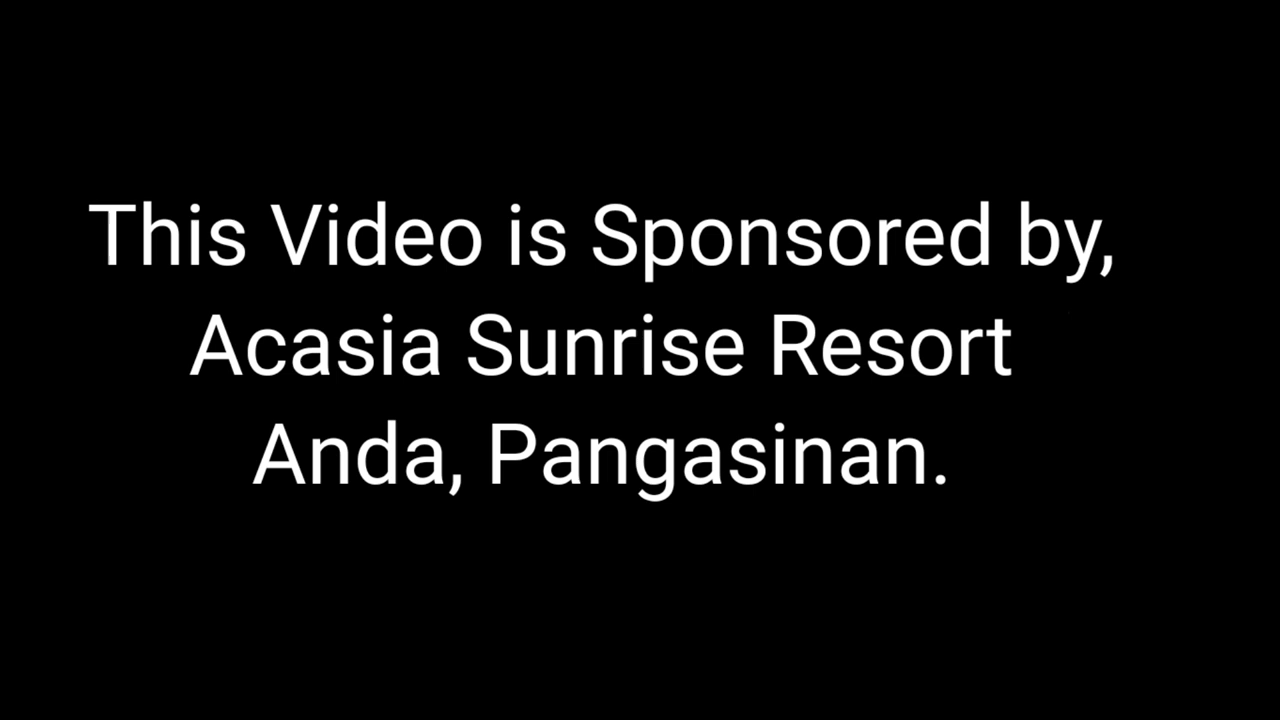 This Video is Sponsored by,
Acasia Sunrise Resort
Anda, Pangasinan.